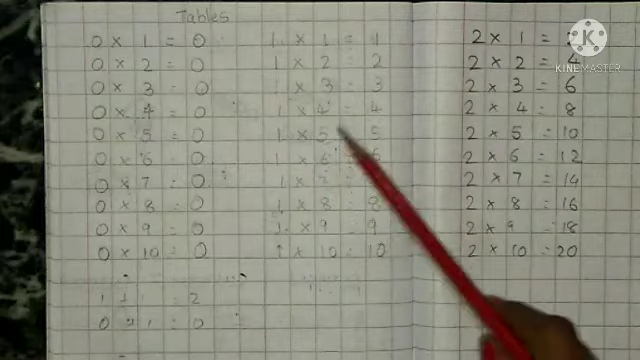 Tables
0 × 1 = 0
0 × 2 = 0
0 × 3 = 0
0 × 4 = 0
0 × 5 = 0
0 × 6 = 0
0 × 7 = 0
0 × 8 = 0
0 × 9 = 0
0 × 10 = 0
= 2
0 1 = 0
1 × 1 = 1
1 × 2 = 2
1 × 3 = 3
1 × 4 = 4
1 × 5 = 5
1 × 6 = 6
1 ×
1 × 8 = 8
1 × 9 = 9
1 × 10 = 10
2 × 1 =
2 × 2 = 4
2 × 3 = 6
2 × 4 = 8
2 × 5 = 10
2 × 6 = 12
2 × 7 = 14
2 × 8 = 16
2 × 9 = 18
2 × 10 = 20
KINEMASTER